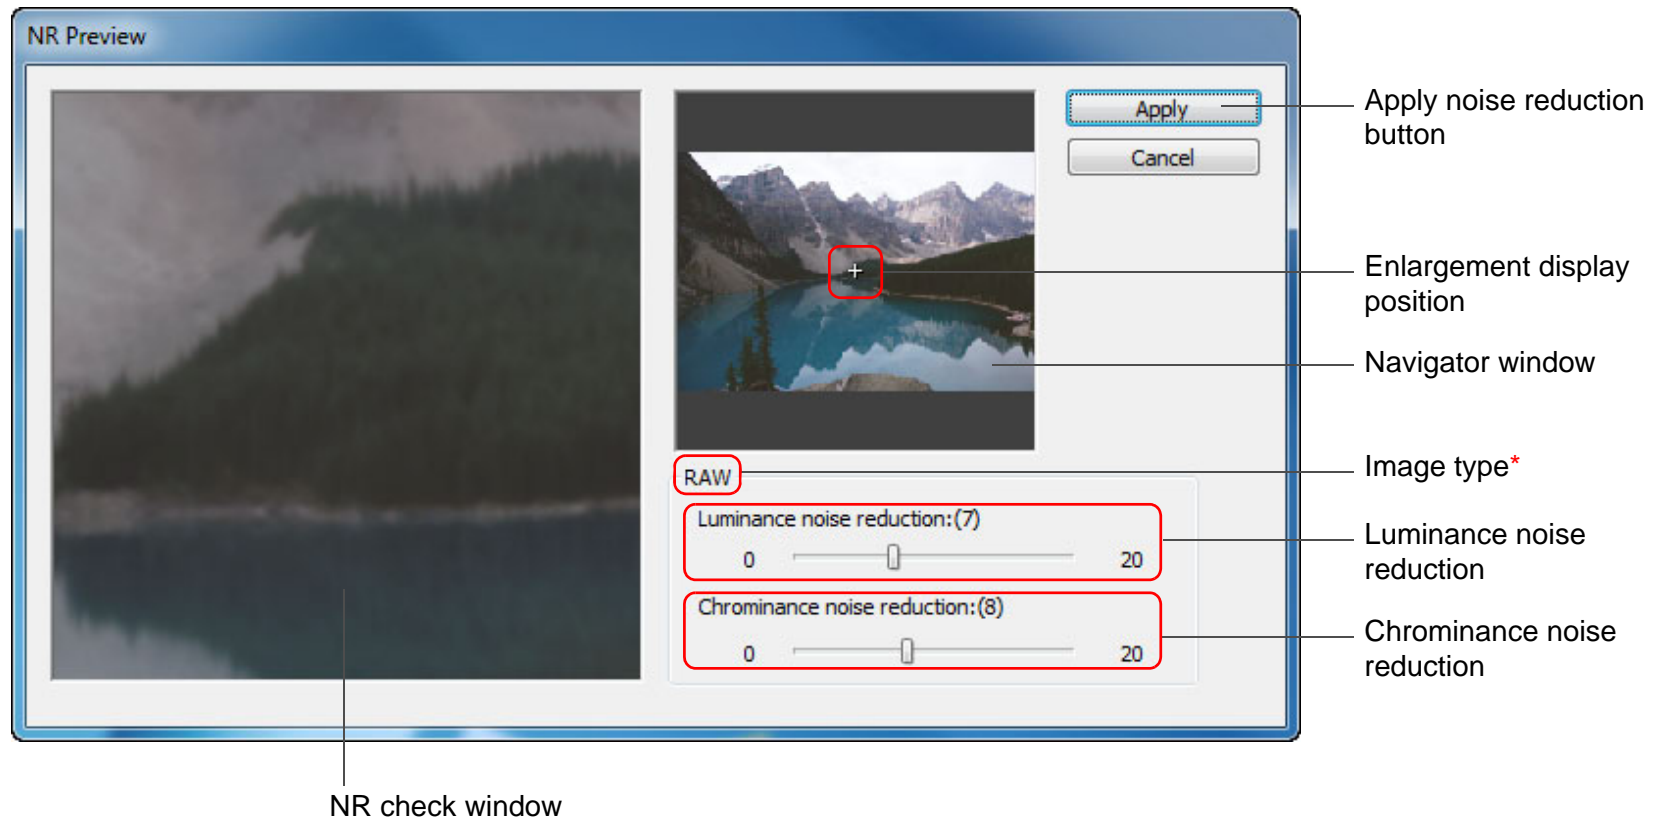 NR Preview
Apply
Cancel
Apply noise reduction
button
Enlargement display
position
Navigator window
RAW
Image type*
Luminance noise reduction:(7)
0 20
Luminance noise
reduction
Chrominance noise reduction:(8)
0 20
Chrominance noise
reduction
NR check window